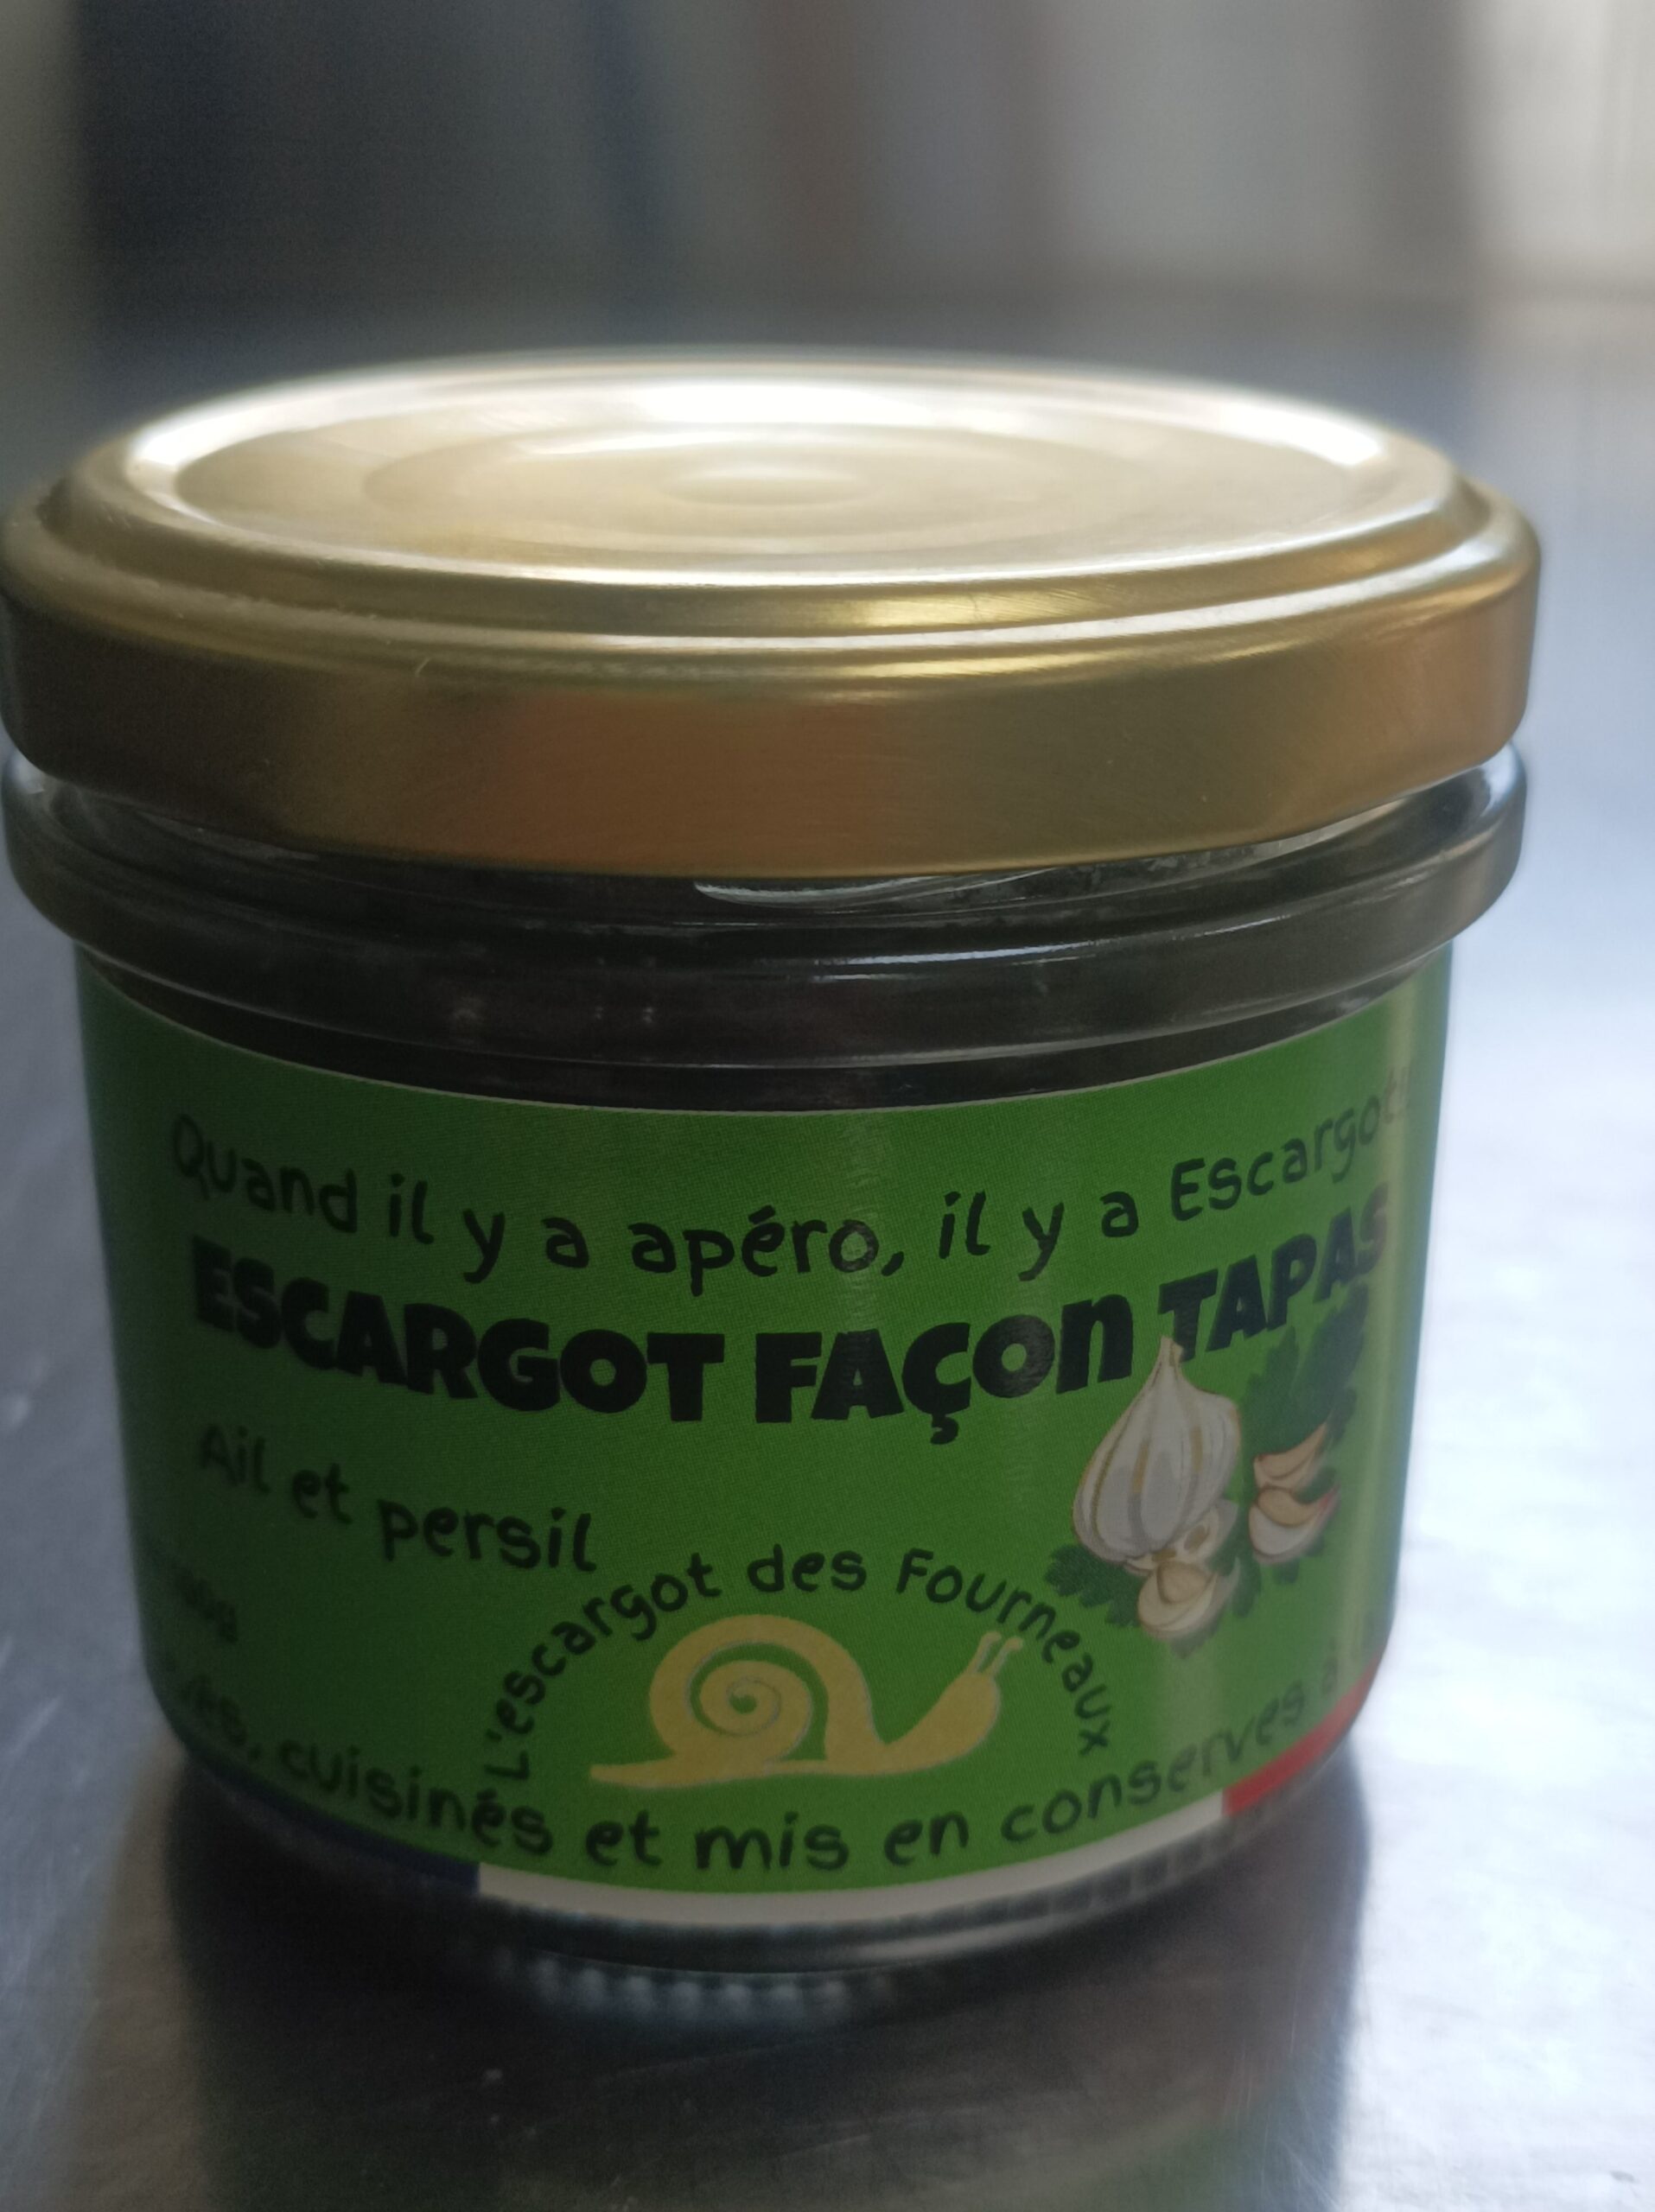 Quand il y a apéro, il y a Escargot
ESCARGOT FAÇON TAPAS
Ail et persil
L'escargot des Fourneaux
cuisinés et mis en conserves à